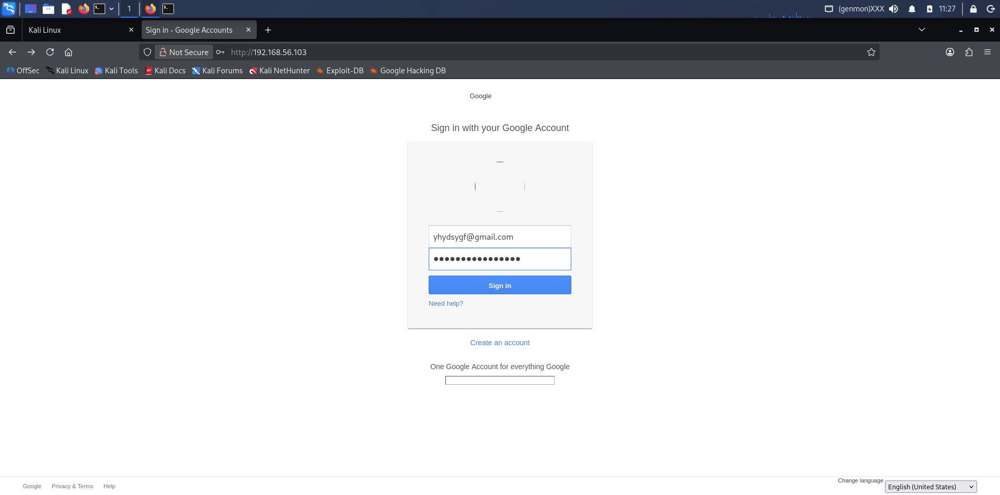 1
(genmon)XXX
11:27
Kali Linux
Sign in - Google Accounts
Not Secure
http://192.168.56.103
OffSec
Kali Linux
Kali Tools
Kali Docs
Kali Forums
Kali NetHunter
Exploit-DB
Google Hacking DB
Google
Sign in with your Google Account
yhydsygf@gmail.com
●●●●●●●●●●●●●●●●
Sign in
Need help?
Create an account
One Google Account for everything Google
Google
Privacy & Terms
Help
Change language
English (United States)